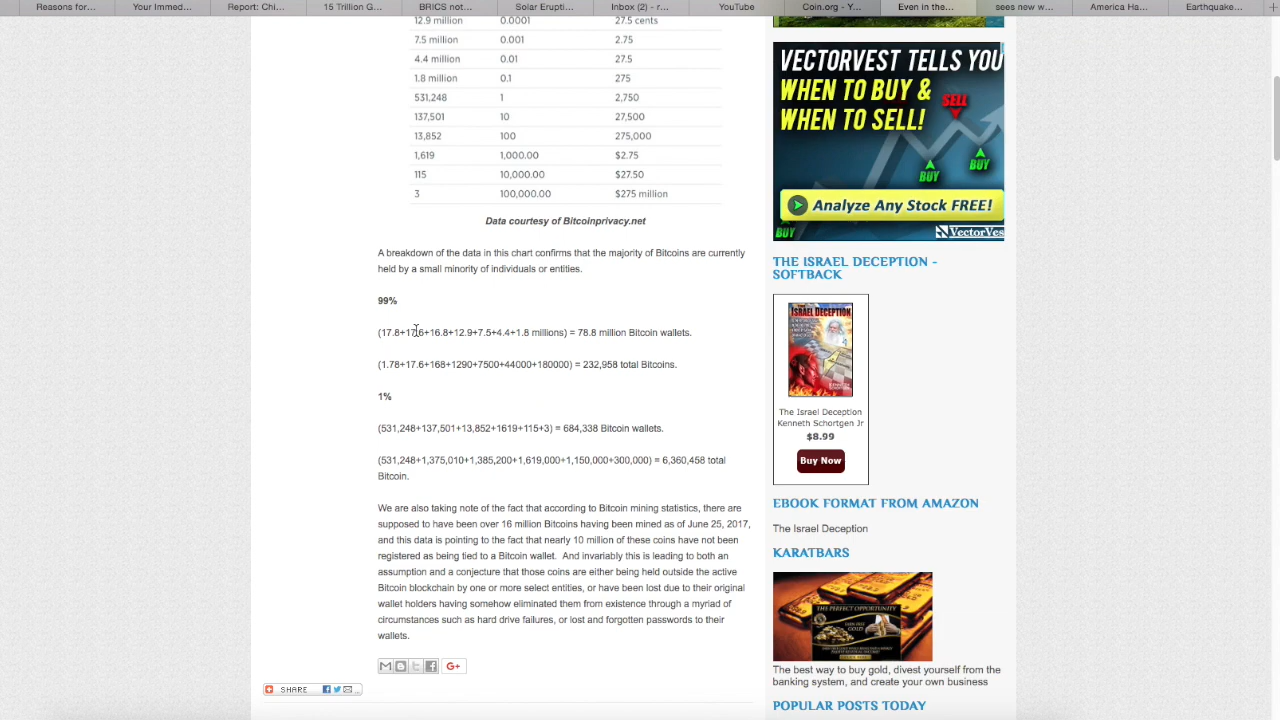 Reasons for...
Your Immed...
Report: Ch...
15 Trillion t...
BRICS not...
Solar Erupti...
Inbox (2) - r...
YouTube
Coin.org -...
Even in new...
seen new w...
America Ha...
Earthquake...
12.9 million 0.0001 27.5 cents
7.5 million 0.001 2.75
4.4 million 0.01 27.5
1.8 million 0.1 275
531,248 1 2,750
137,501 10 27,500
13,852 100 275,000
1,619 1,000.00 $2.75
115 10,000.00 $27.50
3 100,000.00 $275 million
Data courtesy of Bitcoinprivacy.net
A breakdown of the data in this chart confirms that the majority of Bitcoins are currently
held by a small minority of individuals or entities.
99%
(17.8+17.6+16.8+12.9+7.5+4.4+1.8 millions) = 78.8 million Bitcoin wallets.
(1.78+17.6+168+1290+7500+44000+180000) = 232,958 total Bitcoins.
1%
(531,248+137,501+13,852+1619+115+3) = 684,338 Bitcoin wallets.
(531,248+1,375,010+1,385,200+1,619,000+1,150,000+300,000) = 6,360,458 total
Bitcoin.
We are also taking note of the fact that according to Bitcoin mining statistics, there are
supposed to have been over 16 million Bitcoins having been mined as of June 25, 2017,
and this data is pointing to the fact that nearly 10 million of these coins have not been
registered as being tied to a Bitcoin wallet. And invariably this is leading to both an
assumption and a conjecture that those coins are either being held outside the active
Bitcoin blockchain by one or more select entities, or have been lost due to their original
wallet holders having somehow eliminated them from existence through a myriad of
circumstances such as hard drive failures, or lost and forgotten passwords to their
wallets.
G+
SHARE
VECTORVEST TELLS YOU
WHEN TO BUY &
WHEN TO SELL!
SELL
BUY
BUY
BUY
Analyze Any Stock FREE!
VectorVes
THE ISRAEL DECEPTION -
SOFTBACK
ISRAEL DECEPTION
The Israel Deception
Kenneth Schortgen Jr
$8.99
Buy Now
EBOOK FORMAT FROM AMAZON
The Israel Deception
KARATBARS
THE PERFECT OPPORTUNITY
The best way to buy gold, divest yourself from the
banking system, and create your own business
POPULAR POSTS TODAY